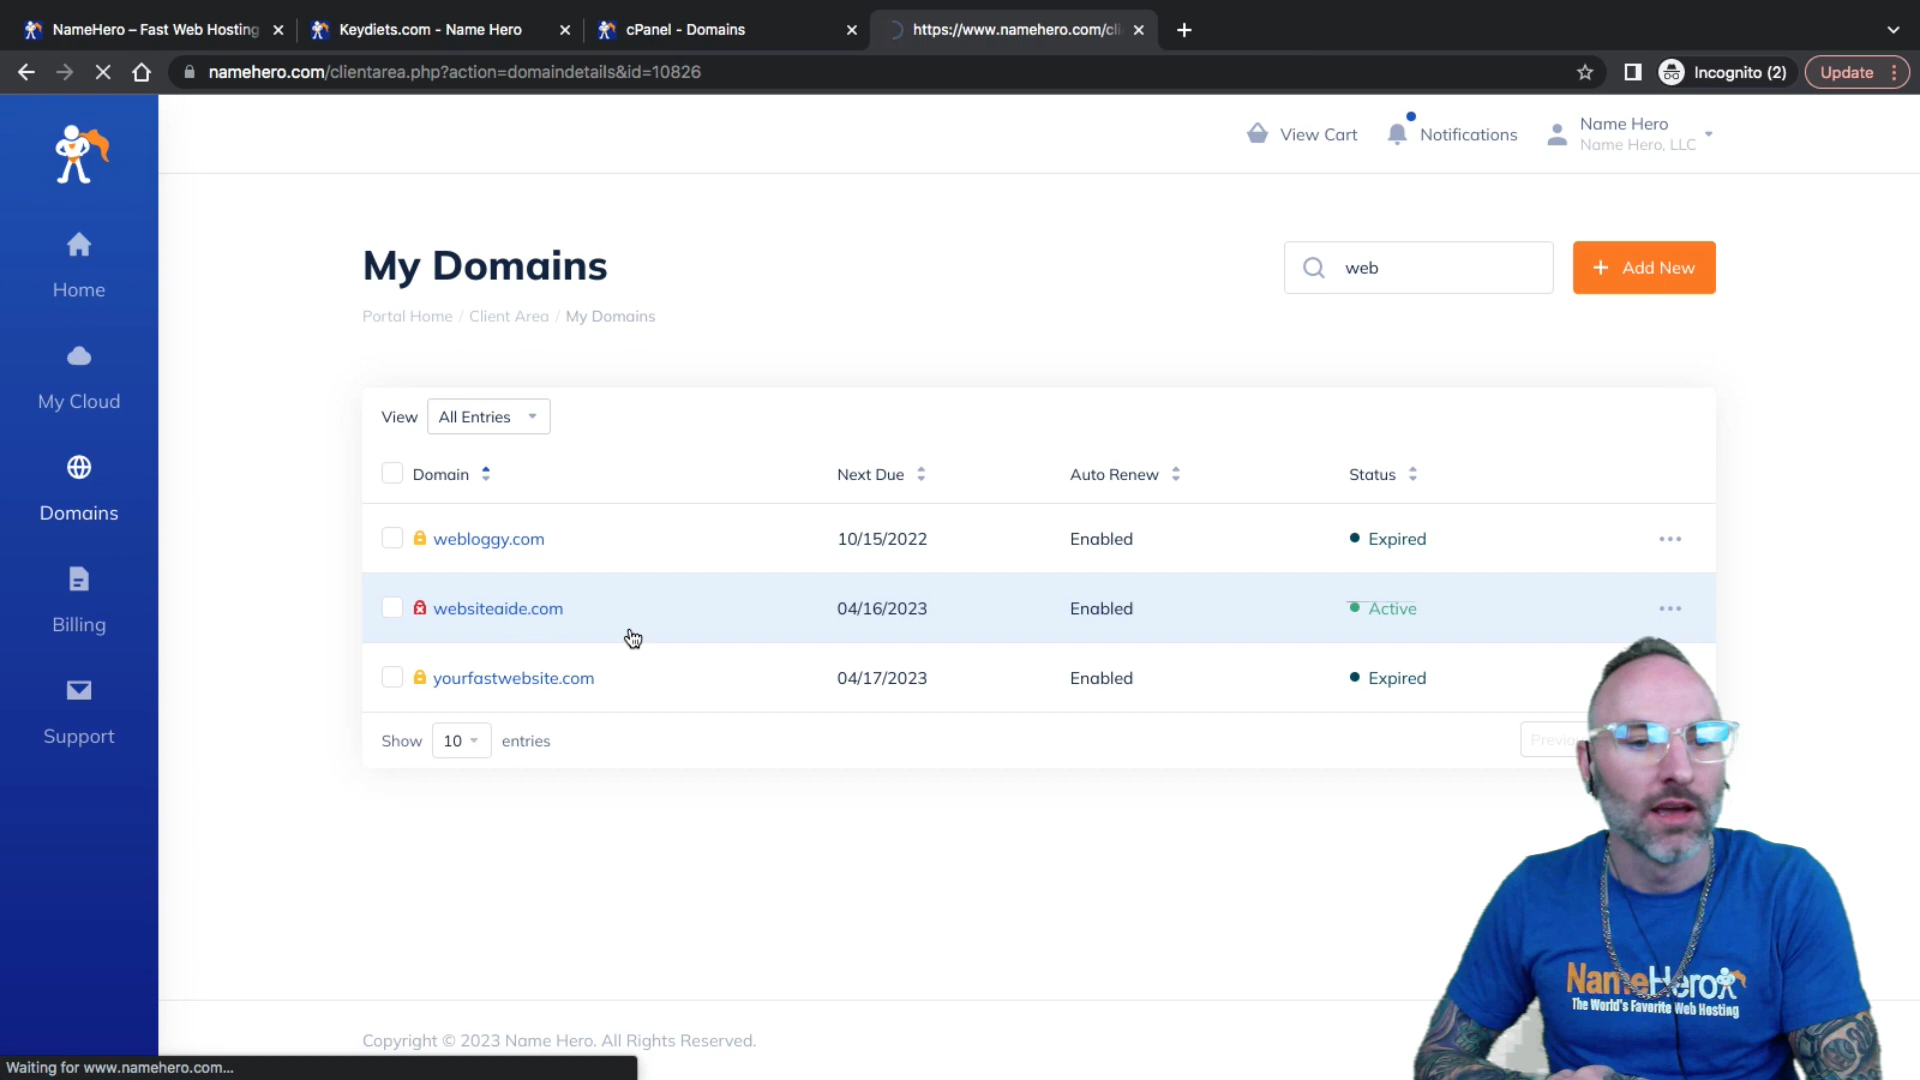 NameHero – Fast Web Hosting
Keydiets.com - Name Hero
cPanel - Domains
https://www.namehero.com/cli
namehero.com/clientarea.php?action=domaindetails&id=10826
Incognito (2)
Update
View Cart
Notifications
Name Hero
Name Hero, LLC
Home
My Cloud
Domains
Billing
Support
My Domains
web
+ Add New
Portal Home / Client Area / My Domains
View All Entries
Domain Next Due Auto Renew Status
webloggy.com 10/15/2022 Enabled Expired
websiteaide.com 04/16/2023 Enabled Active
yourfastwebsite.com 04/17/2023 Enabled Expired
Show 10 entries
NameHero
The World's Favorite Web Hosting
Copyright © 2023 Name Hero. All Rights Reserved.
Waiting for www.namehero.com...